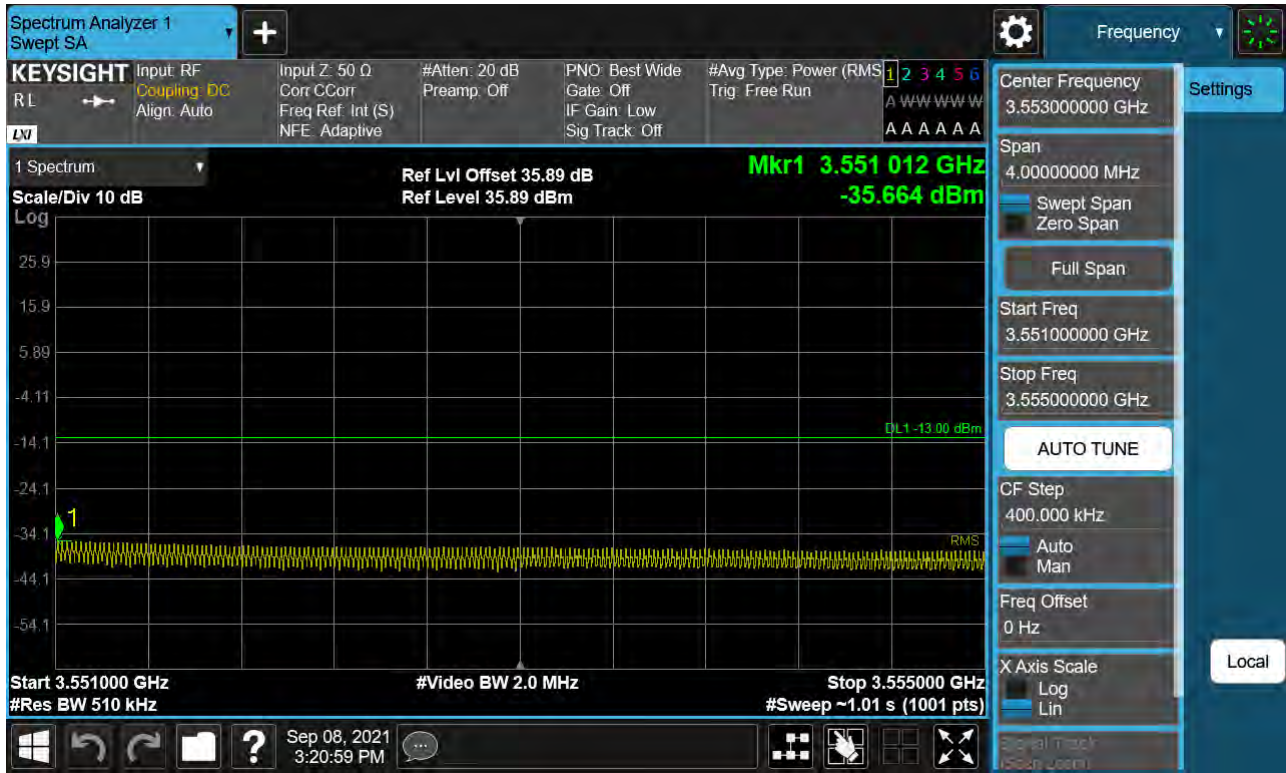 Spectrum Analyzer 1
Swept SA
+
Frequency
KEYSIGHT
RL
LXI
Input: RF
Coupling: DC
Align: Auto
Input Z: 50 Ω
Corr CCorr
Freq Ref: Int (S)
NFE: Adaptive
#Atten: 20 dB
Preamp: Off
PNO: Best Wide
Gate: Off
IF Gain: Low
Sig Track: Off
#Avg Type: Power (RMS
Trig: Free Run
1 2 3 4 5 6
A W W W W W
A A A A A A
Center Frequency
3.553000000 GHz
Settings
Span
4.00000000 MHz
Swept Span
Zero Span
Full Span
Start Freq
3.551000000 GHz
Stop Freq
3.555000000 GHz
AUTO TUNE
CF Step
400.000 kHz
Auto
Man
Freq Offset
0 Hz
X Axis Scale
Log
Lin
Local
1 Spectrum
Scale/Div 10 dB
Ref Lvl Offset 35.89 dB
Ref Level 35.89 dBm
Mkr1 3.551 012 GHz
-35.664 dBm
Log
25.9
15.9
5.89
-4.11
-14.1
-24.1
-34.1
-44.1
-54.1
DL1 -13.00 dBm
1
RMS
Start 3.551000 GHz
#Res BW 510 kHz
#Video BW 2.0 MHz
Stop 3.555000 GHz
#Sweep ~1.01 s (1001 pts)
?
Sep 08, 2021
3:20:59 PM